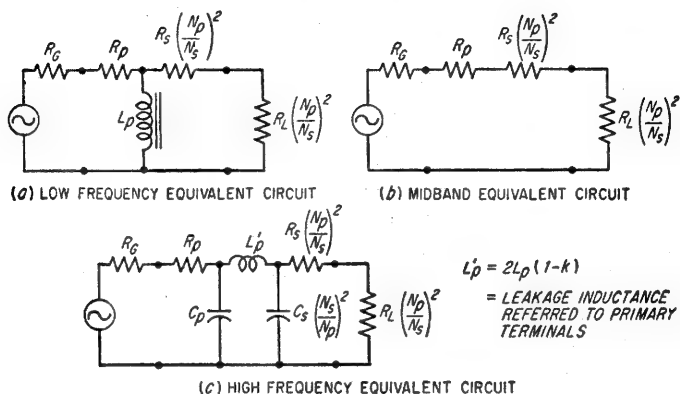 R_G R_p R_S (N_p/N_s)^2
L_p
R_L (N_p/N_s)^2
(a) LOW FREQUENCY EQUIVALENT CIRCUIT
R_G R_p R_S (N_p/N_s)^2
R_L (N_p/N_s)^2
(b) MIDBAND EQUIVALENT CIRCUIT
R_G R_p L'_p R_S (N_p/N_s)^2
C_p
C_s (N_s/N_p)^2
R_L (N_p/N_s)^2
(c) HIGH FREQUENCY EQUIVALENT CIRCUIT
L'_p = 2L_p (1-k)
= LEAKAGE INDUCTANCE
REFERRED TO PRIMARY
TERMINALS